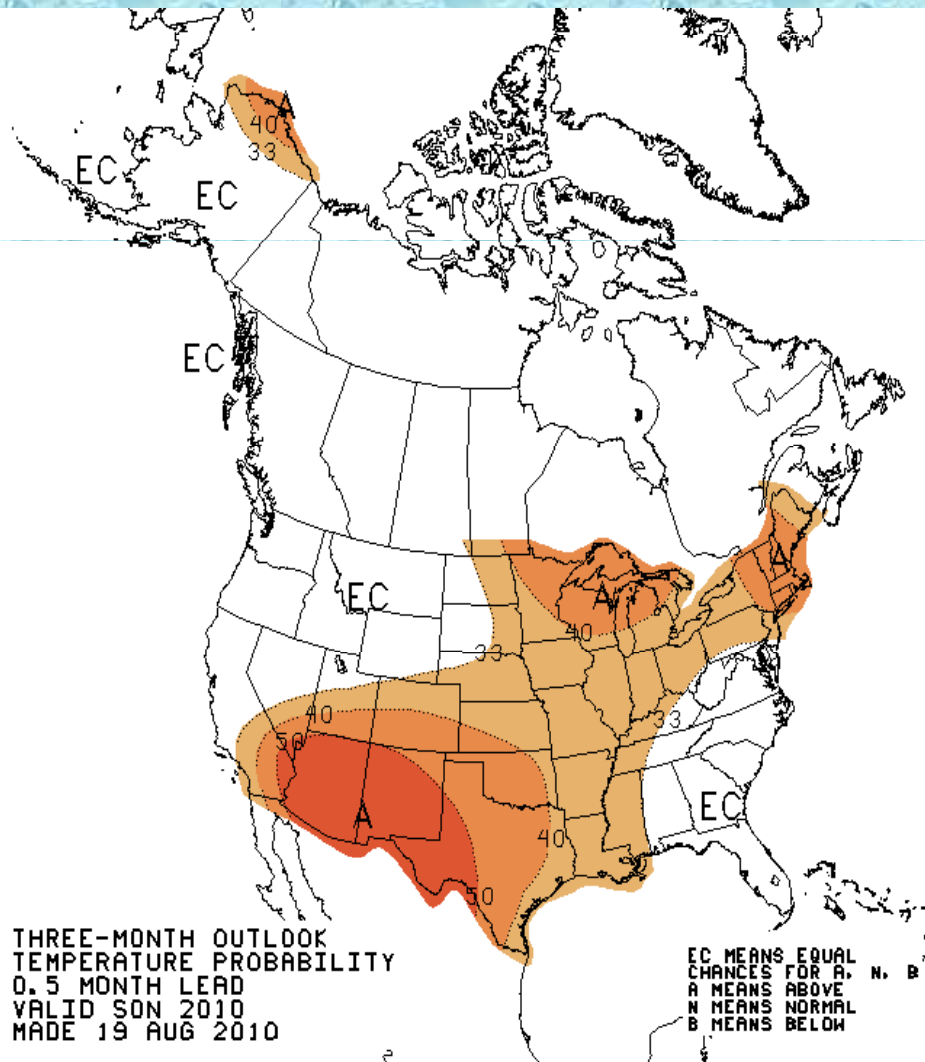 A
40
33
EC
EC
EC
A
A
EC
40
33
40
33
50
EC
A
40
50
THREE-MONTH OUTLOOK
TEMPERATURE PROBABILITY
0.5 MONTH LEAD
VALID SON 2010
MADE 19 AUG 2010
EC MEANS EQUAL
CHANCES FOR A, N, B
A MEANS ABOVE
N MEANS NORMAL
B MEANS BELOW